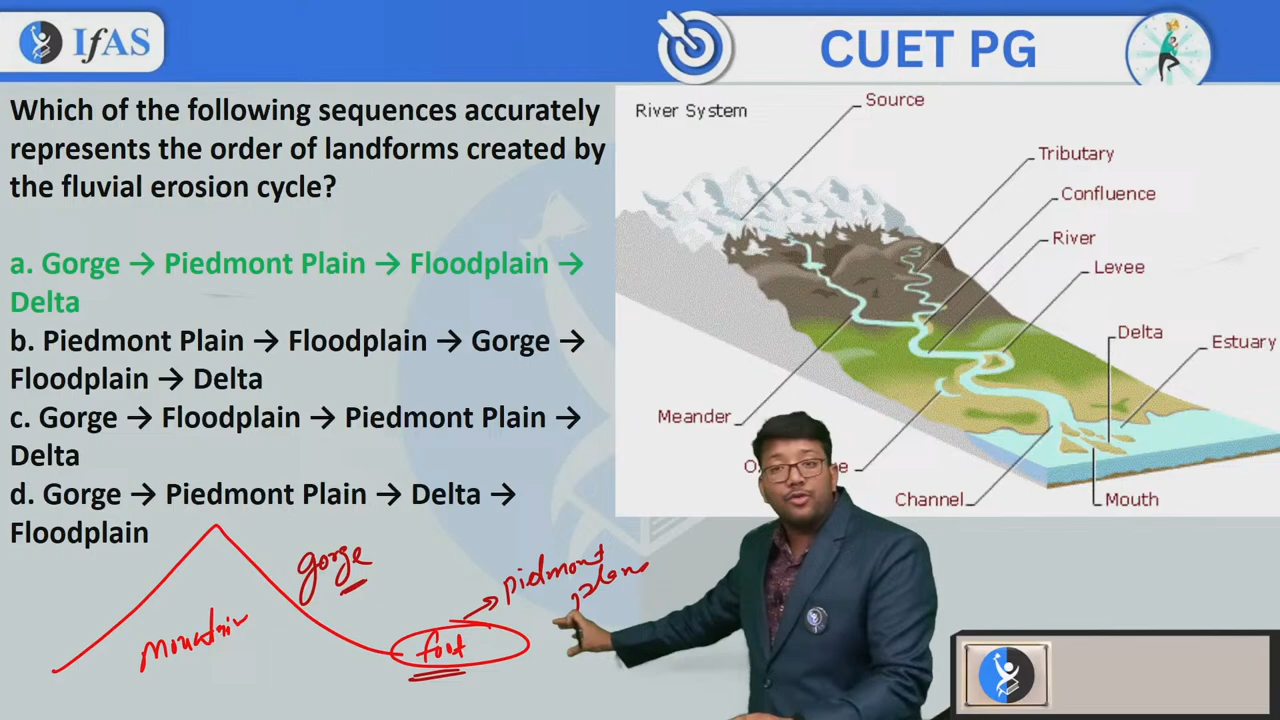 IfAS
CUET PG
Which of the following sequences accurately
represents the order of landforms created by
the fluvial erosion cycle?
a. Gorge → Piedmont Plain → Floodplain →
Delta
b. Piedmont Plain → Floodplain → Gorge →
Floodplain → Delta
c. Gorge → Floodplain → Piedmont Plain →
Delta
d. Gorge → Piedmont Plain → Delta →
Floodplain
River System
Source
Tributary
Confluence
River
Levee
Delta
Estuary
Meander
Channel
Mouth
gorge
Mountain
foot
piedmont